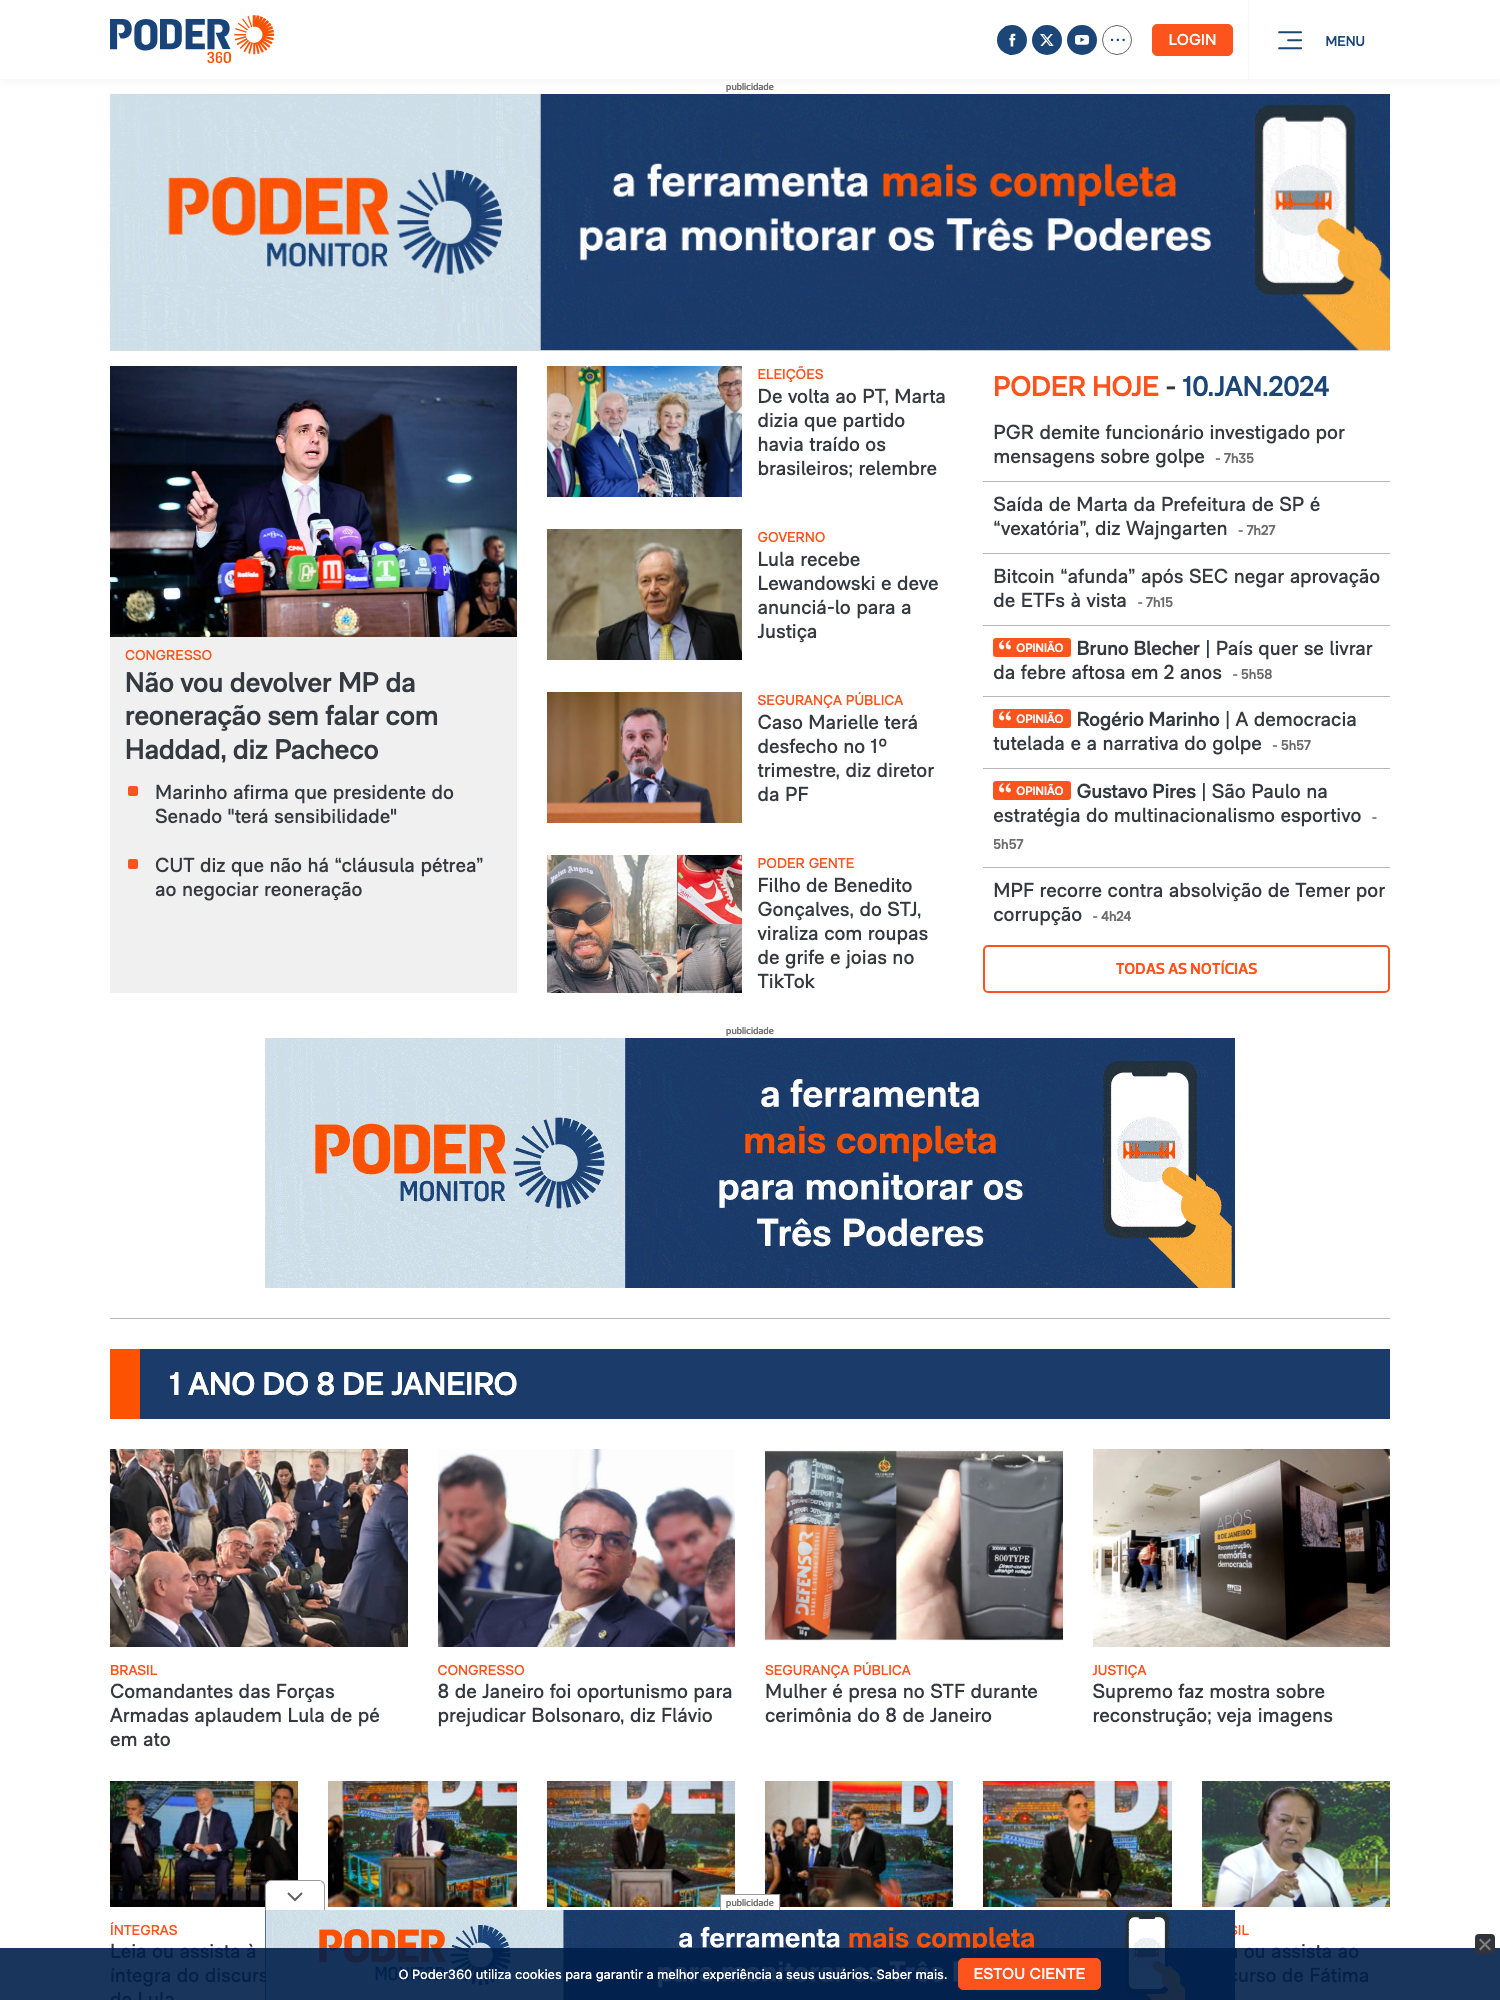 PODER
360
LOGIN
MENU
publicidade
PODER
MONITOR
a ferramenta mais completa
para monitorar os Três Poderes
CONGRESSO
Não vou devolver MP da
reoneração sem falar com
Haddad, diz Pacheco
Marinho afirma que presidente do
Senado "terá sensibilidade"
CUT diz que não há “cláusula pétrea”
ao negociar reoneração
ELEIÇÕES
De volta ao PT, Marta
dizia que partido
havia traído os
brasileiros; relembre
GOVERNO
Lula recebe
Lewandowski e deve
anunciá-lo para a
Justiça
SEGURANÇA PÚBLICA
Caso Marielle terá
desfecho no 1º
trimestre, diz diretor
da PF
PODER GENTE
Filho de Benedito
Gonçalves, do STJ,
viraliza com roupas
de grife e joias no
TikTok
PODER HOJE - 10.JAN.2024
PGR demite funcionário investigado por
mensagens sobre golpe - 7h35
Saída de Marta da Prefeitura de SP é
“vexatória”, diz Wajngarten - 7h27
Bitcoin “afunda” após SEC negar aprovação
de ETFs à vista - 7h15
“ OPINIÃO Bruno Blecher | País quer se livrar
da febre aftosa em 2 anos - 5h58
“ OPINIÃO Rogério Marinho | A democracia
tutelada e a narrativa do golpe - 5h57
“ OPINIÃO Gustavo Pires | São Paulo na
estratégia do multinacionalismo esportivo -
5h57
MPF recorre contra absolvição de Temer por
corrupção - 4h24
TODAS AS NOTÍCIAS
publicidade
PODER
MONITOR
a ferramenta
mais completa
para monitorar os
Três Poderes
1 ANO DO 8 DE JANEIRO
DEFENSOR
800TYPE
APÓS
8 DE JANEIRO:
Reconstrução,
memória e
democracia
BRASIL
Comandantes das Forças
Armadas aplaudem Lula de pé
em ato
CONGRESSO
8 de Janeiro foi oportunismo para
prejudicar Bolsonaro, diz Flávio
SEGURANÇA PÚBLICA
Mulher é presa no STF durante
cerimônia do 8 de Janeiro
JUSTIÇA
Supremo faz mostra sobre
reconstrução; veja imagens
publicidade
ÍNTEGRAS
Leia ou assista à
íntegra do discurs
do Lula
PODER
a ferramenta mais completa
SIL
ou assista ao
curso de Fátima
O Poder360 utiliza cookies para garantir a melhor experiência a seus usuários. Saber mais.
ESTOU CIENTE